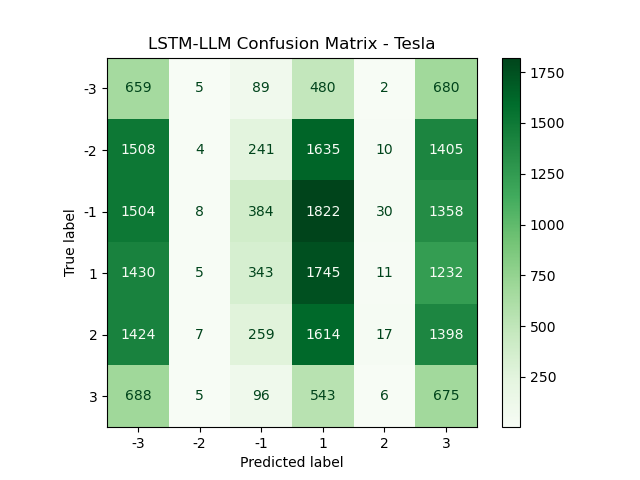 LSTM-LLM Confusion Matrix - Tesla
-3 659 5 89 480 2 680
-2 1508 4 241 1635 10 1405
-1 1504 8 384 1822 30 1358
1 1430 5 343 1745 11 1232
2 1424 7 259 1614 17 1398
3 688 5 96 543 6 675
-3 -2 -1 1 2 3
Predicted label
True label
1750
1500
1250
1000
750
500
250